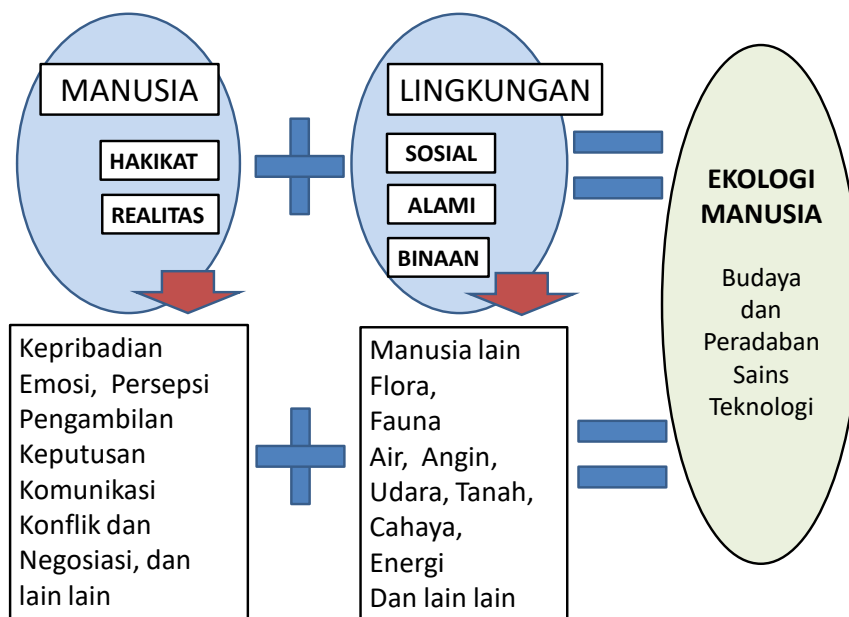 MANUSIA
HAKIKAT
REALITAS
LINGKUNGAN
SOSIAL
ALAMI
BINAAN
Kepribadian
Emosi, Persepsi
Pengambilan
Keputusan
Komunikasi
Konflik dan
Negosiasi, dan
lain lain
Manusia lain
Flora,
Fauna
Air, Angin,
Udara, Tanah,
Cahaya,
Energi
Dan lain lain
EKOLOGI
MANUSIA
Budaya
dan
Peradaban
Sains
Teknologi